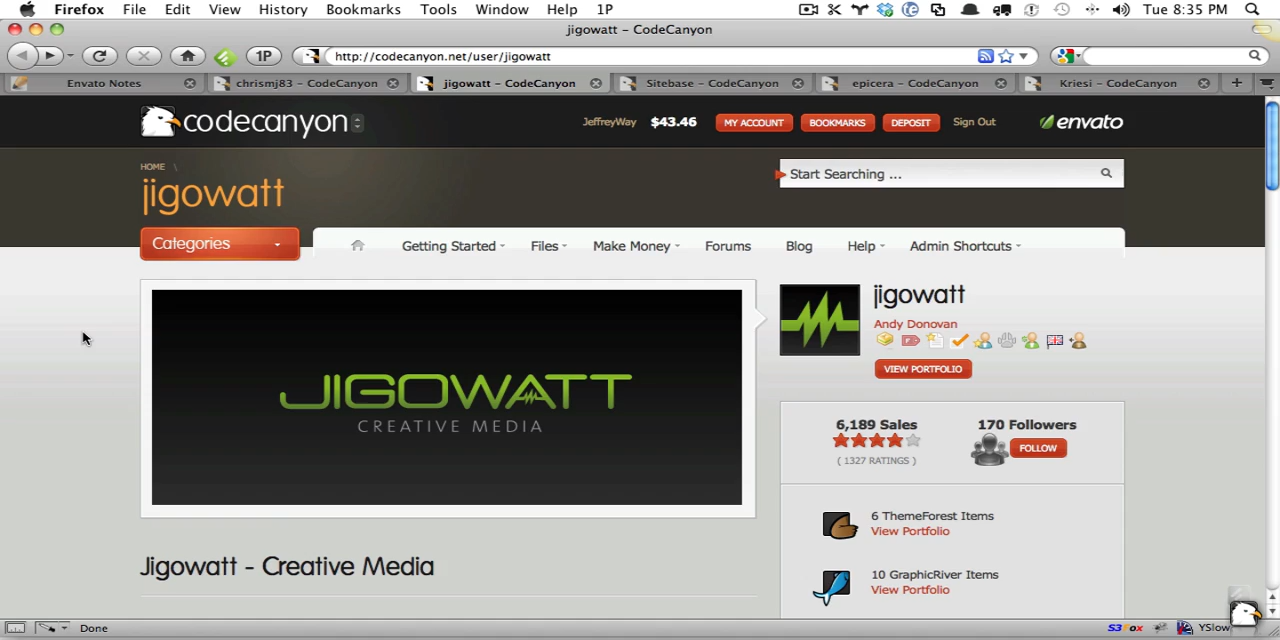 Firefox File Edit View History Bookmarks Tools Window Help 1P Tue 8:35 PM
jigowatt – CodeCanyon
1P http://codecanyon.net/user/jigowatt
Envato Notes chrismj83 – CodeCanyon jigowatt – CodeCanyon Sitebase – CodeCanyon epicera – CodeCanyon Kriesi – CodeCanyon
codecanyon JeffreyWay $43.46 MY ACCOUNT BOOKMARKS DEPOSIT Sign Out envato
HOME \
jigowatt
Start Searching ...
Categories Getting Started Files Make Money Forums Blog Help Admin Shortcuts
JIGOWATT
CREATIVE MEDIA
jigowatt
Andy Donovan
VIEW PORTFOLIO
6,189 Sales 170 Followers
FOLLOW
( 1327 RATINGS )
6 ThemeForest Items
View Portfolio
10 GraphicRiver Items
View Portfolio
Jigowatt - Creative Media
Done S3Fox YSlow